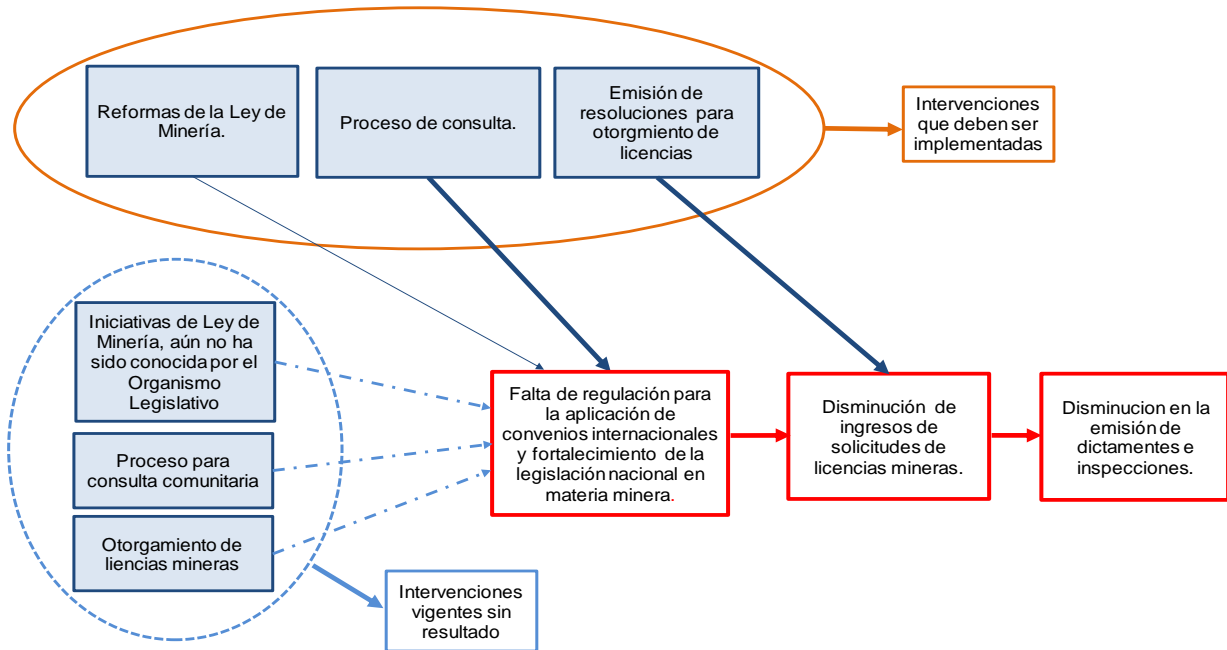 Reformas de la Ley de
Minería.
Proceso de consulta.
Emisión de
resoluciones para
otorgmiento de
licencias
Intervenciones
que deben ser
implementadas
Iniciativas de Ley de
Minería, aún no ha
sido conocida por el
Organismo
Legislativo
Proceso para
consulta comunitaria
Otorgamiento de
liencias mineras
Intervenciones
vigentes sin
resultado
Falta de regulación para
la aplicación de
convenios internacionales
y fortalecimiento de la
legislación nacional en
materia minera.
Disminución de
ingresos de
solicitudes de
licencias mineras.
Disminucion en la
emisión de
dictamentes e
inspecciones.